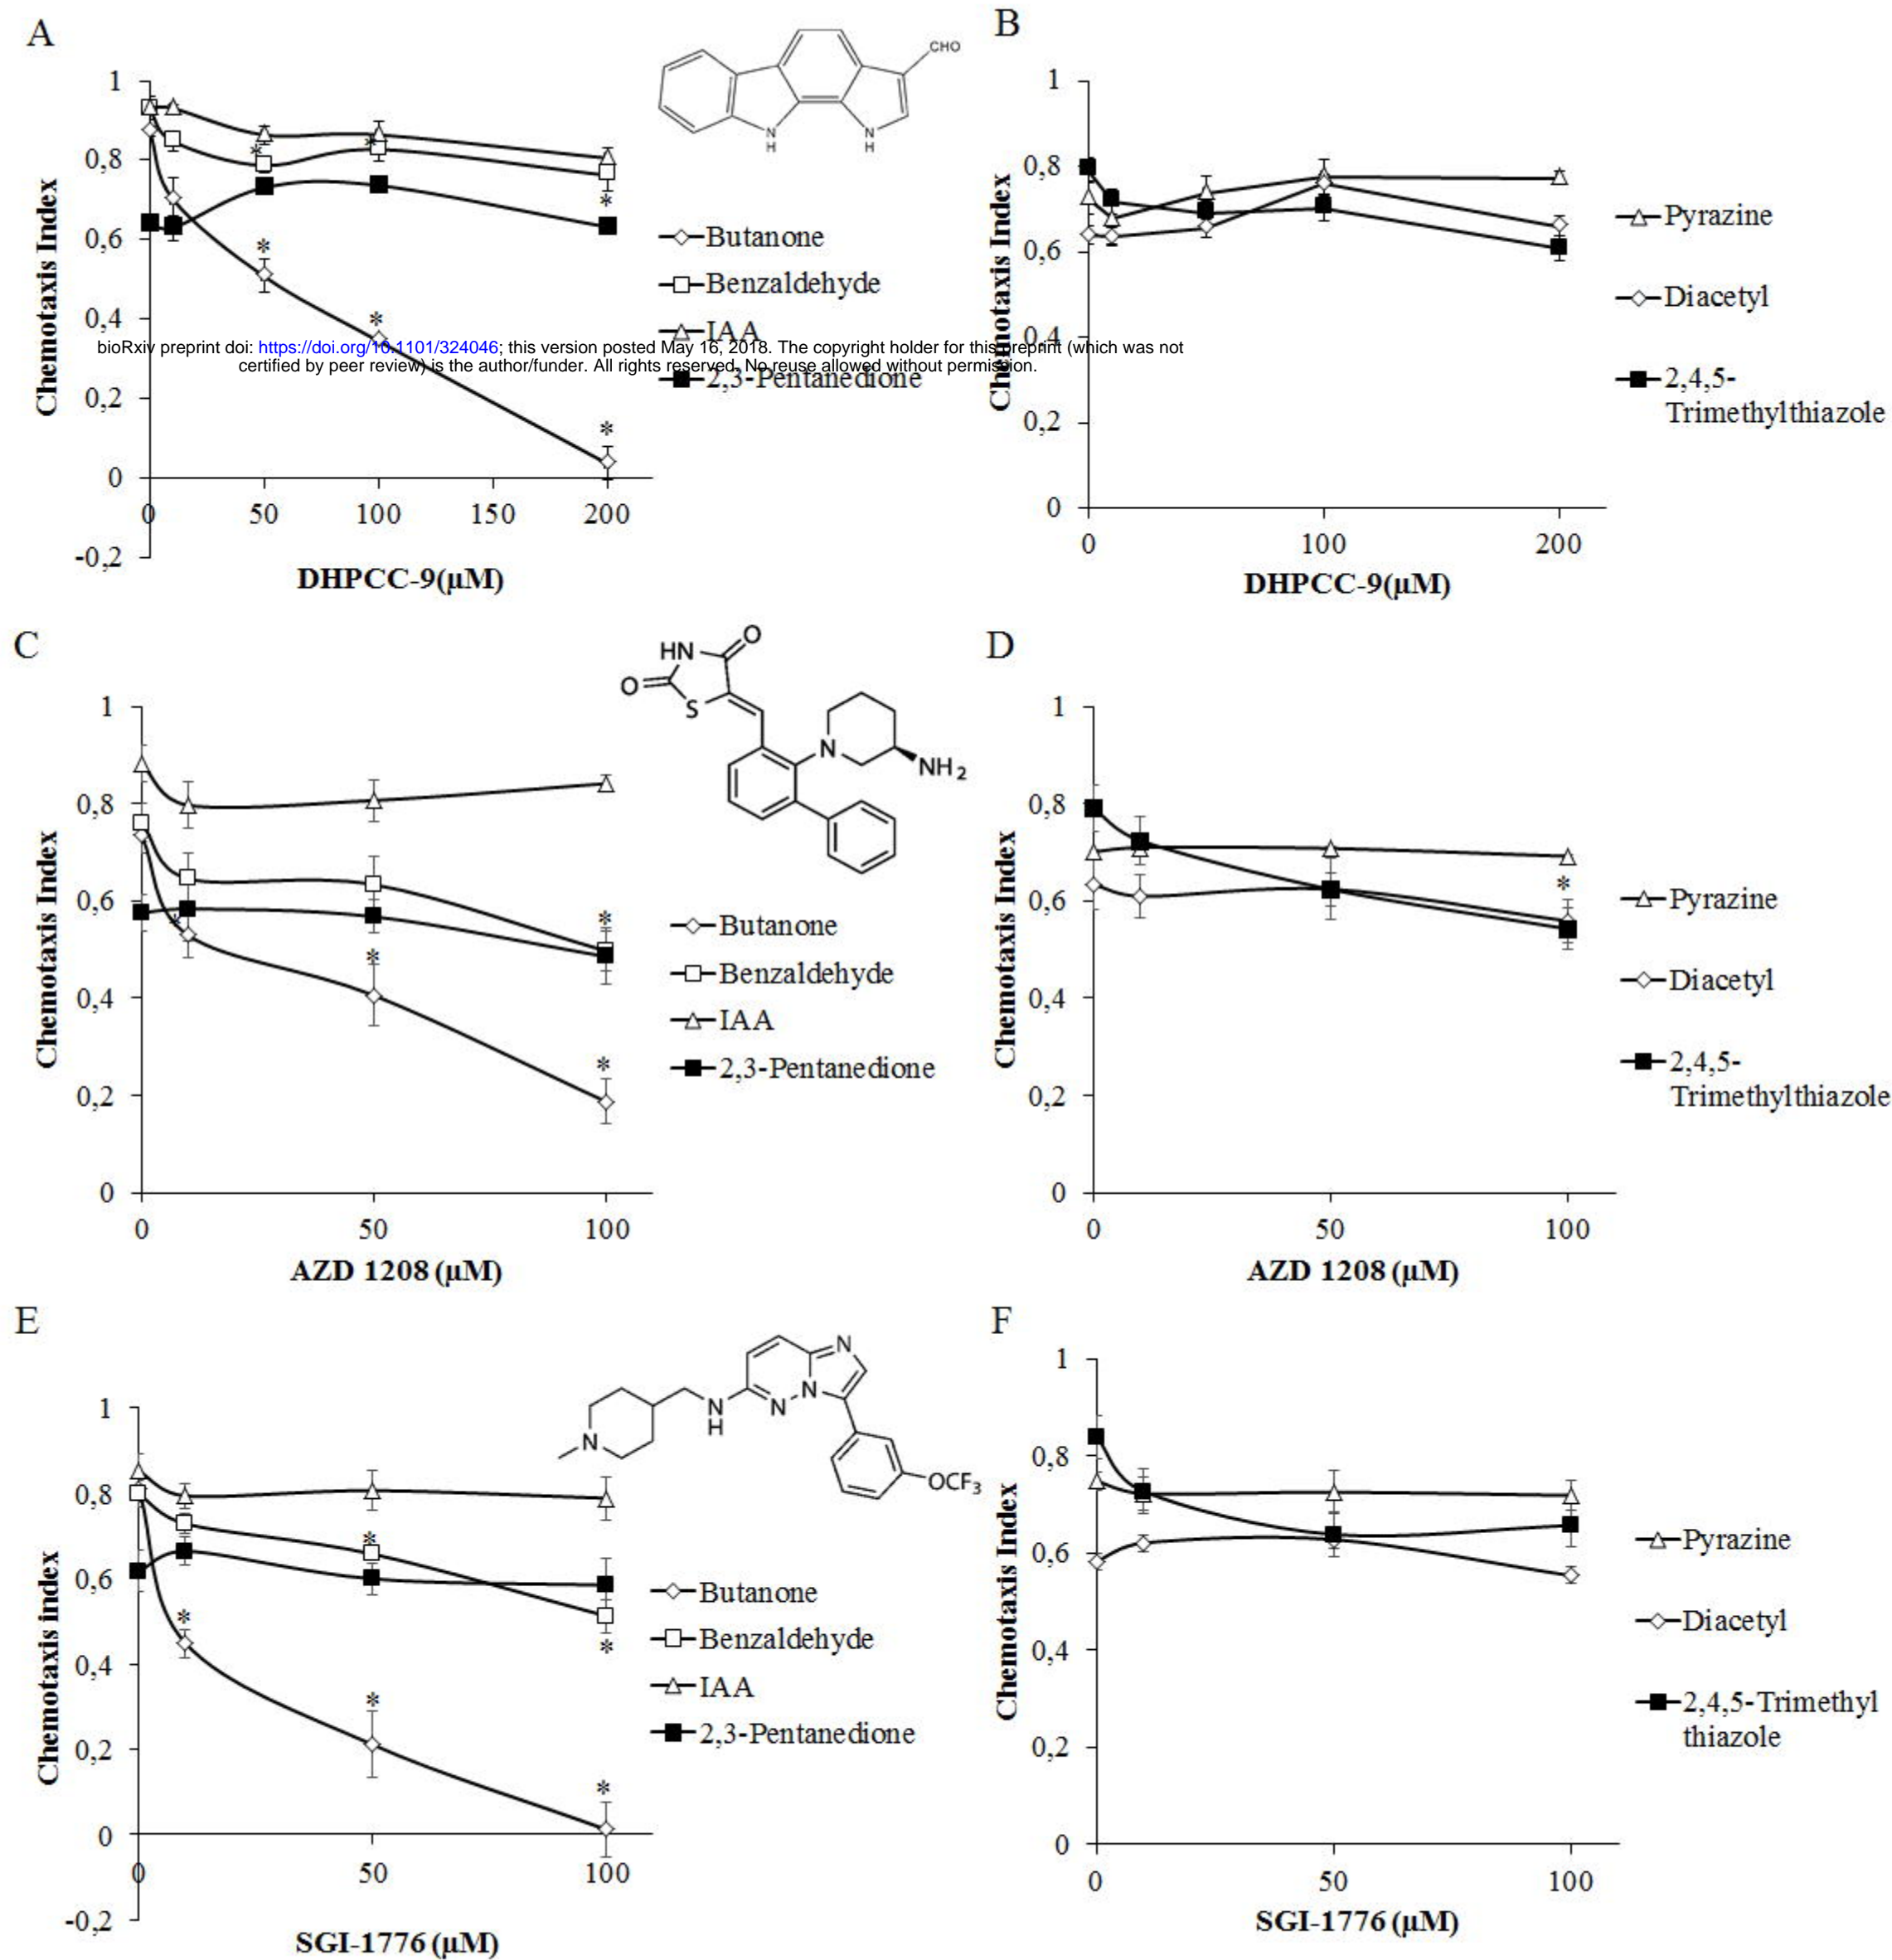 A
1
0,8
0,6
0,4
0,2
0
-0,2
Chemotaxis Index
0
50
100
150
200
DHPCC-9(μM)
*
*
*
*
*
*
*
CHO
N
H
N
H
Butanone
Benzaldehyde
IAA
2,3-Pentanedione
bioRxiv preprint doi: https://doi.org/10.1101/324046; this version posted May 16, 2018. The copyright holder for this preprint (which was not
certified by peer review) is the author/funder. All rights reserved. No reuse allowed without permission.
B
1
0,8
0,6
0,4
0,2
0
Chemotaxis Index
0
100
200
DHPCC-9(μM)
Pyrazine
Diacetyl
2,4,5-
Trimethylthiazole
C
1
0,8
0,6
0,4
0,2
0
Chemotaxis Index
0
50
100
AZD 1208 (μM)
*
*
*
*
HN
O
O
S
N
NH2
Butanone
Benzaldehyde
IAA
2,3-Pentanedione
D
1
0,8
0,6
0,4
0,2
0
Chemotaxis Index
0
50
100
AZD 1208 (μM)
*
Pyrazine
Diacetyl
2,4,5-
Trimethylthiazole
E
1
0,8
0,6
0,4
0,2
0
-0,2
Chemotaxis index
0
50
100
SGI-1776 (μM)
*
*
*
*
*
N
N
H
N
N
N
OCF3
Butanone
Benzaldehyde
IAA
2,3-Pentanedione
F
1
0,8
0,6
0,4
0,2
0
Chemotaxis Index
0
50
100
SGI-1776 (μM)
Pyrazine
Diacetyl
2,4,5-Trimethyl
thiazole